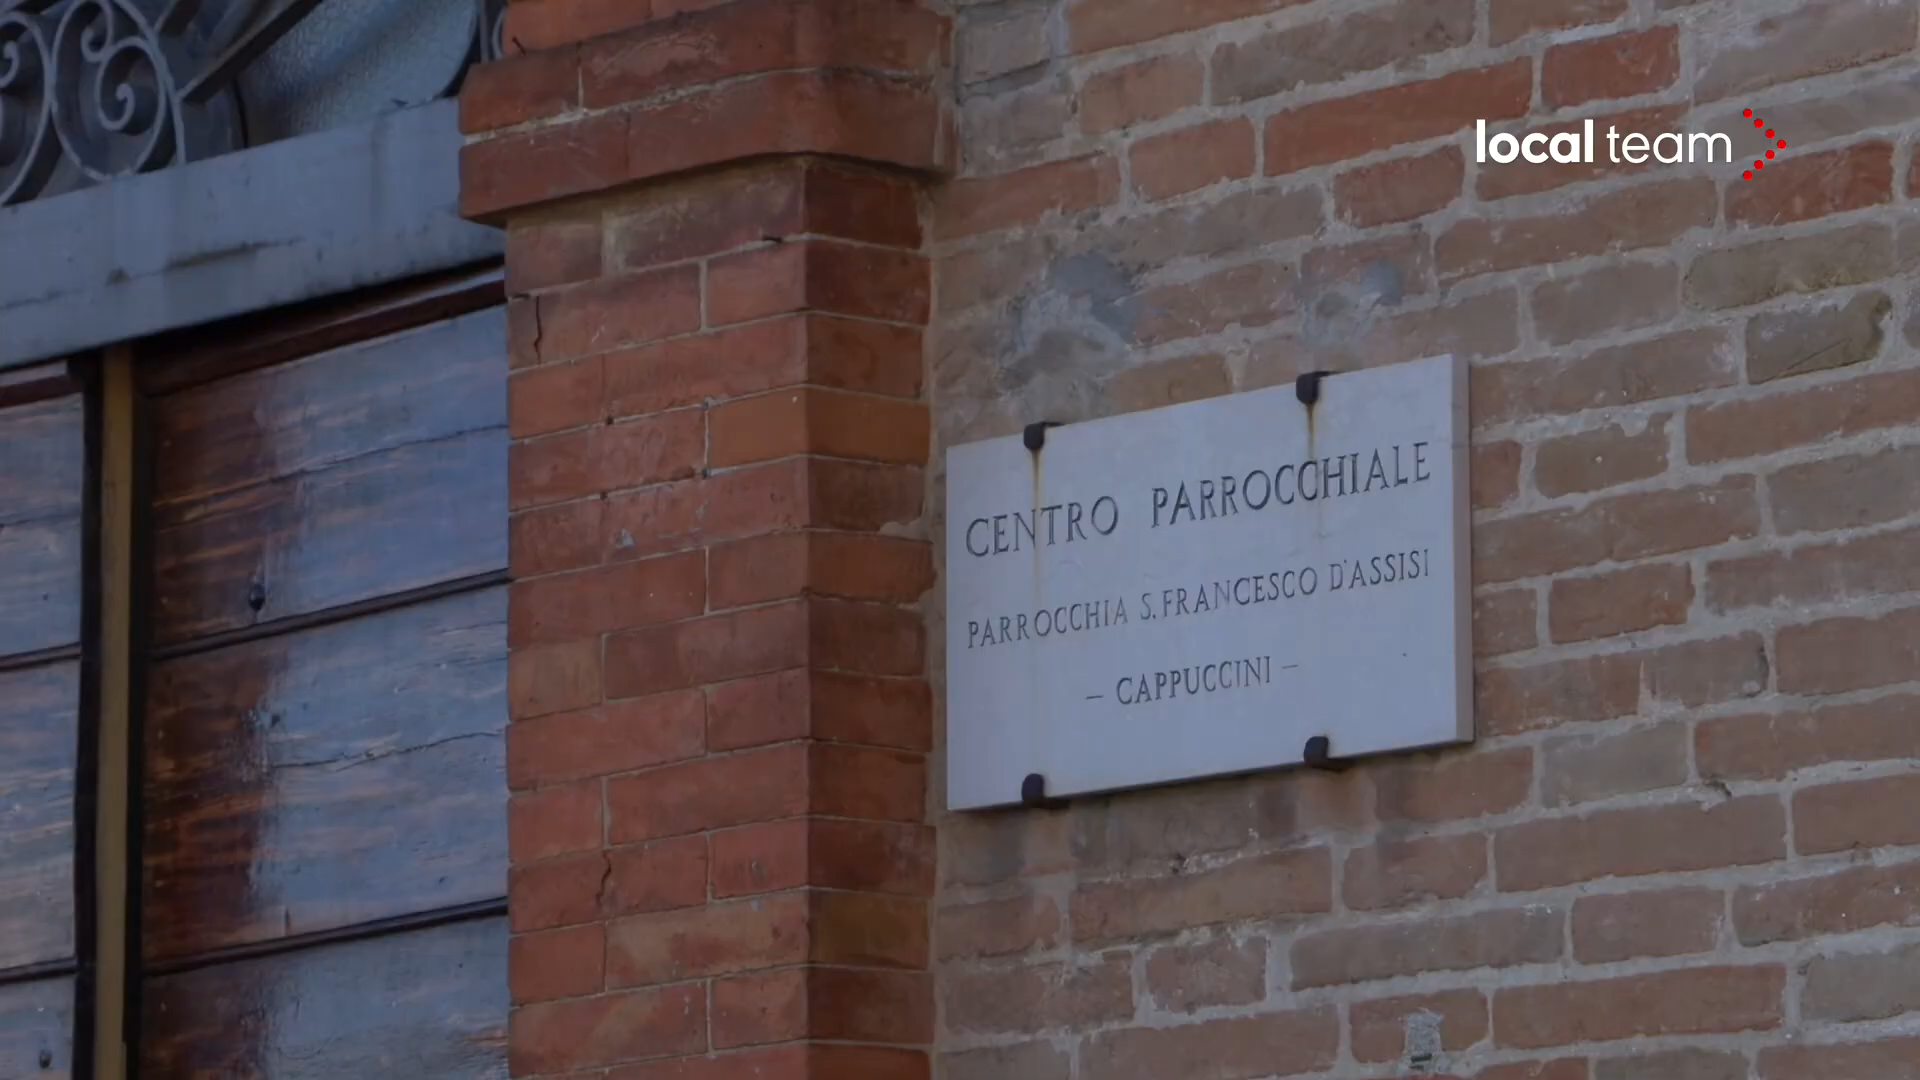 local team
CENTRO PARROCCHIALE
PARROCCHIA S. FRANCESCO D'ASSISI
– CAPPUCCINI –